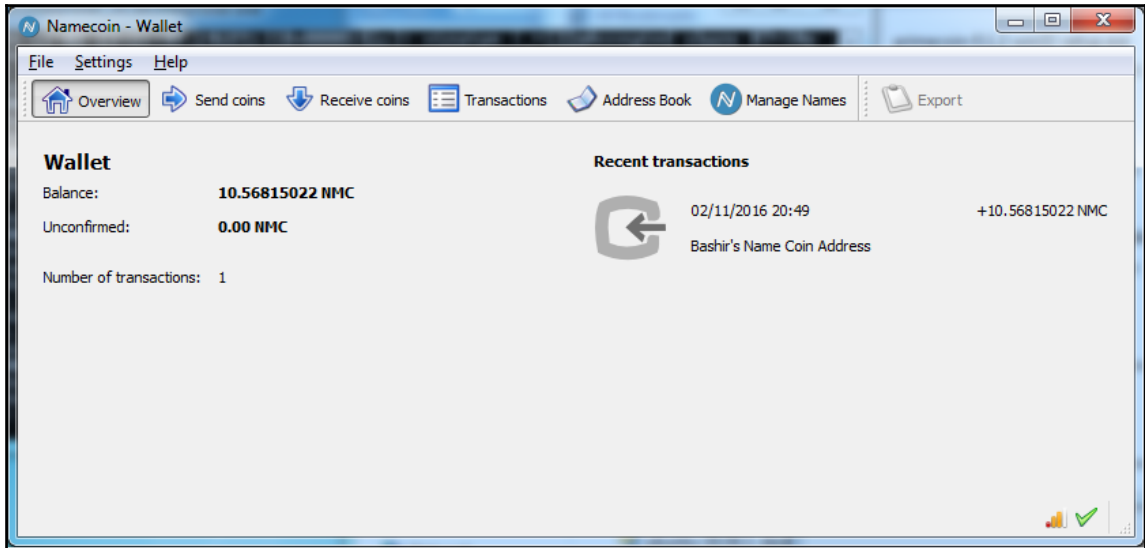 Namecoin - Wallet
File Settings Help
Overview Send coins Receive coins Transactions Address Book Manage Names Export
Wallet
Balance: 10.56815022 NMC
Unconfirmed: 0.00 NMC
Number of transactions: 1
Recent transactions
02/11/2016 20:49 +10.56815022 NMC
Bashir's Name Coin Address